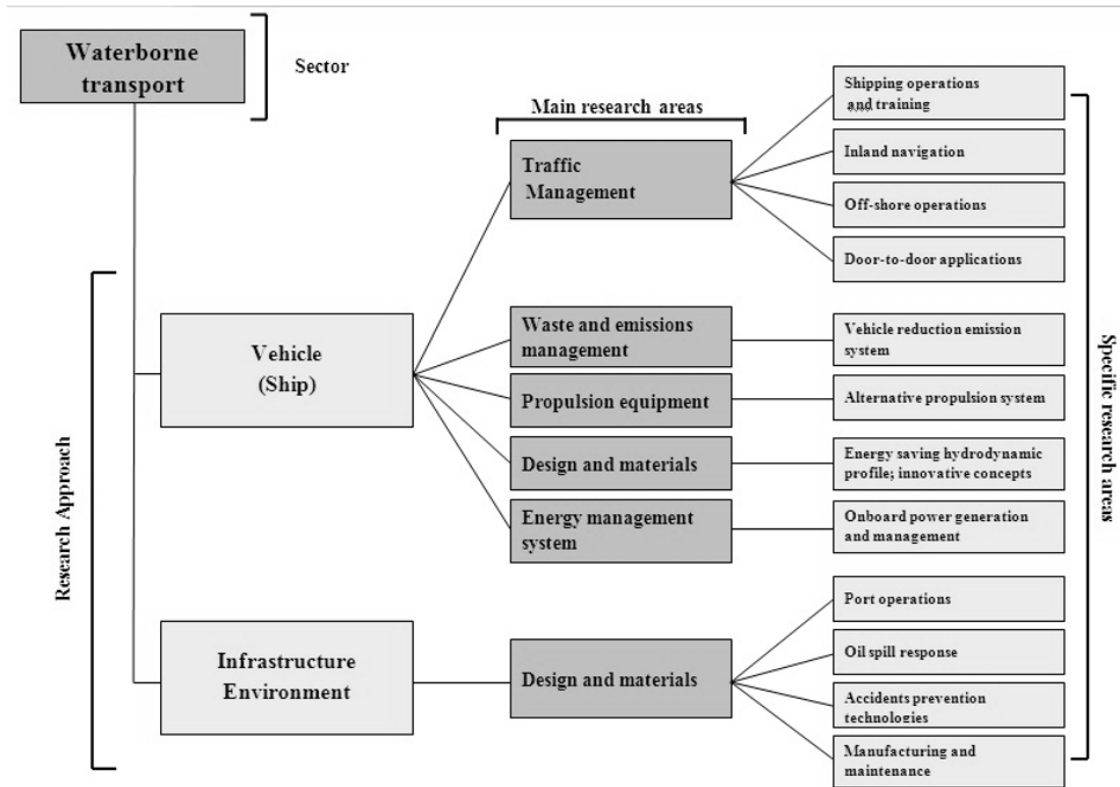 Waterborne
transport
Sector
Main research areas
Shipping operations
and training
Traffic
Management
Inland navigation
Off-shore operations
Door-to-door applications
Research Approach
Vehicle
(Ship)
Waste and emissions
management
Vehicle reduction emission
system
Propulsion equipment
Alternative propulsion system
Design and materials
Energy saving hydrodynamic
profile; innovative concepts
Energy management
system
Onboard power generation
and management
Specific research areas
Infrastructure
Environment
Design and materials
Port operations
Oil spill response
Accidents prevention
technologies
Manufacturing and
maintenance